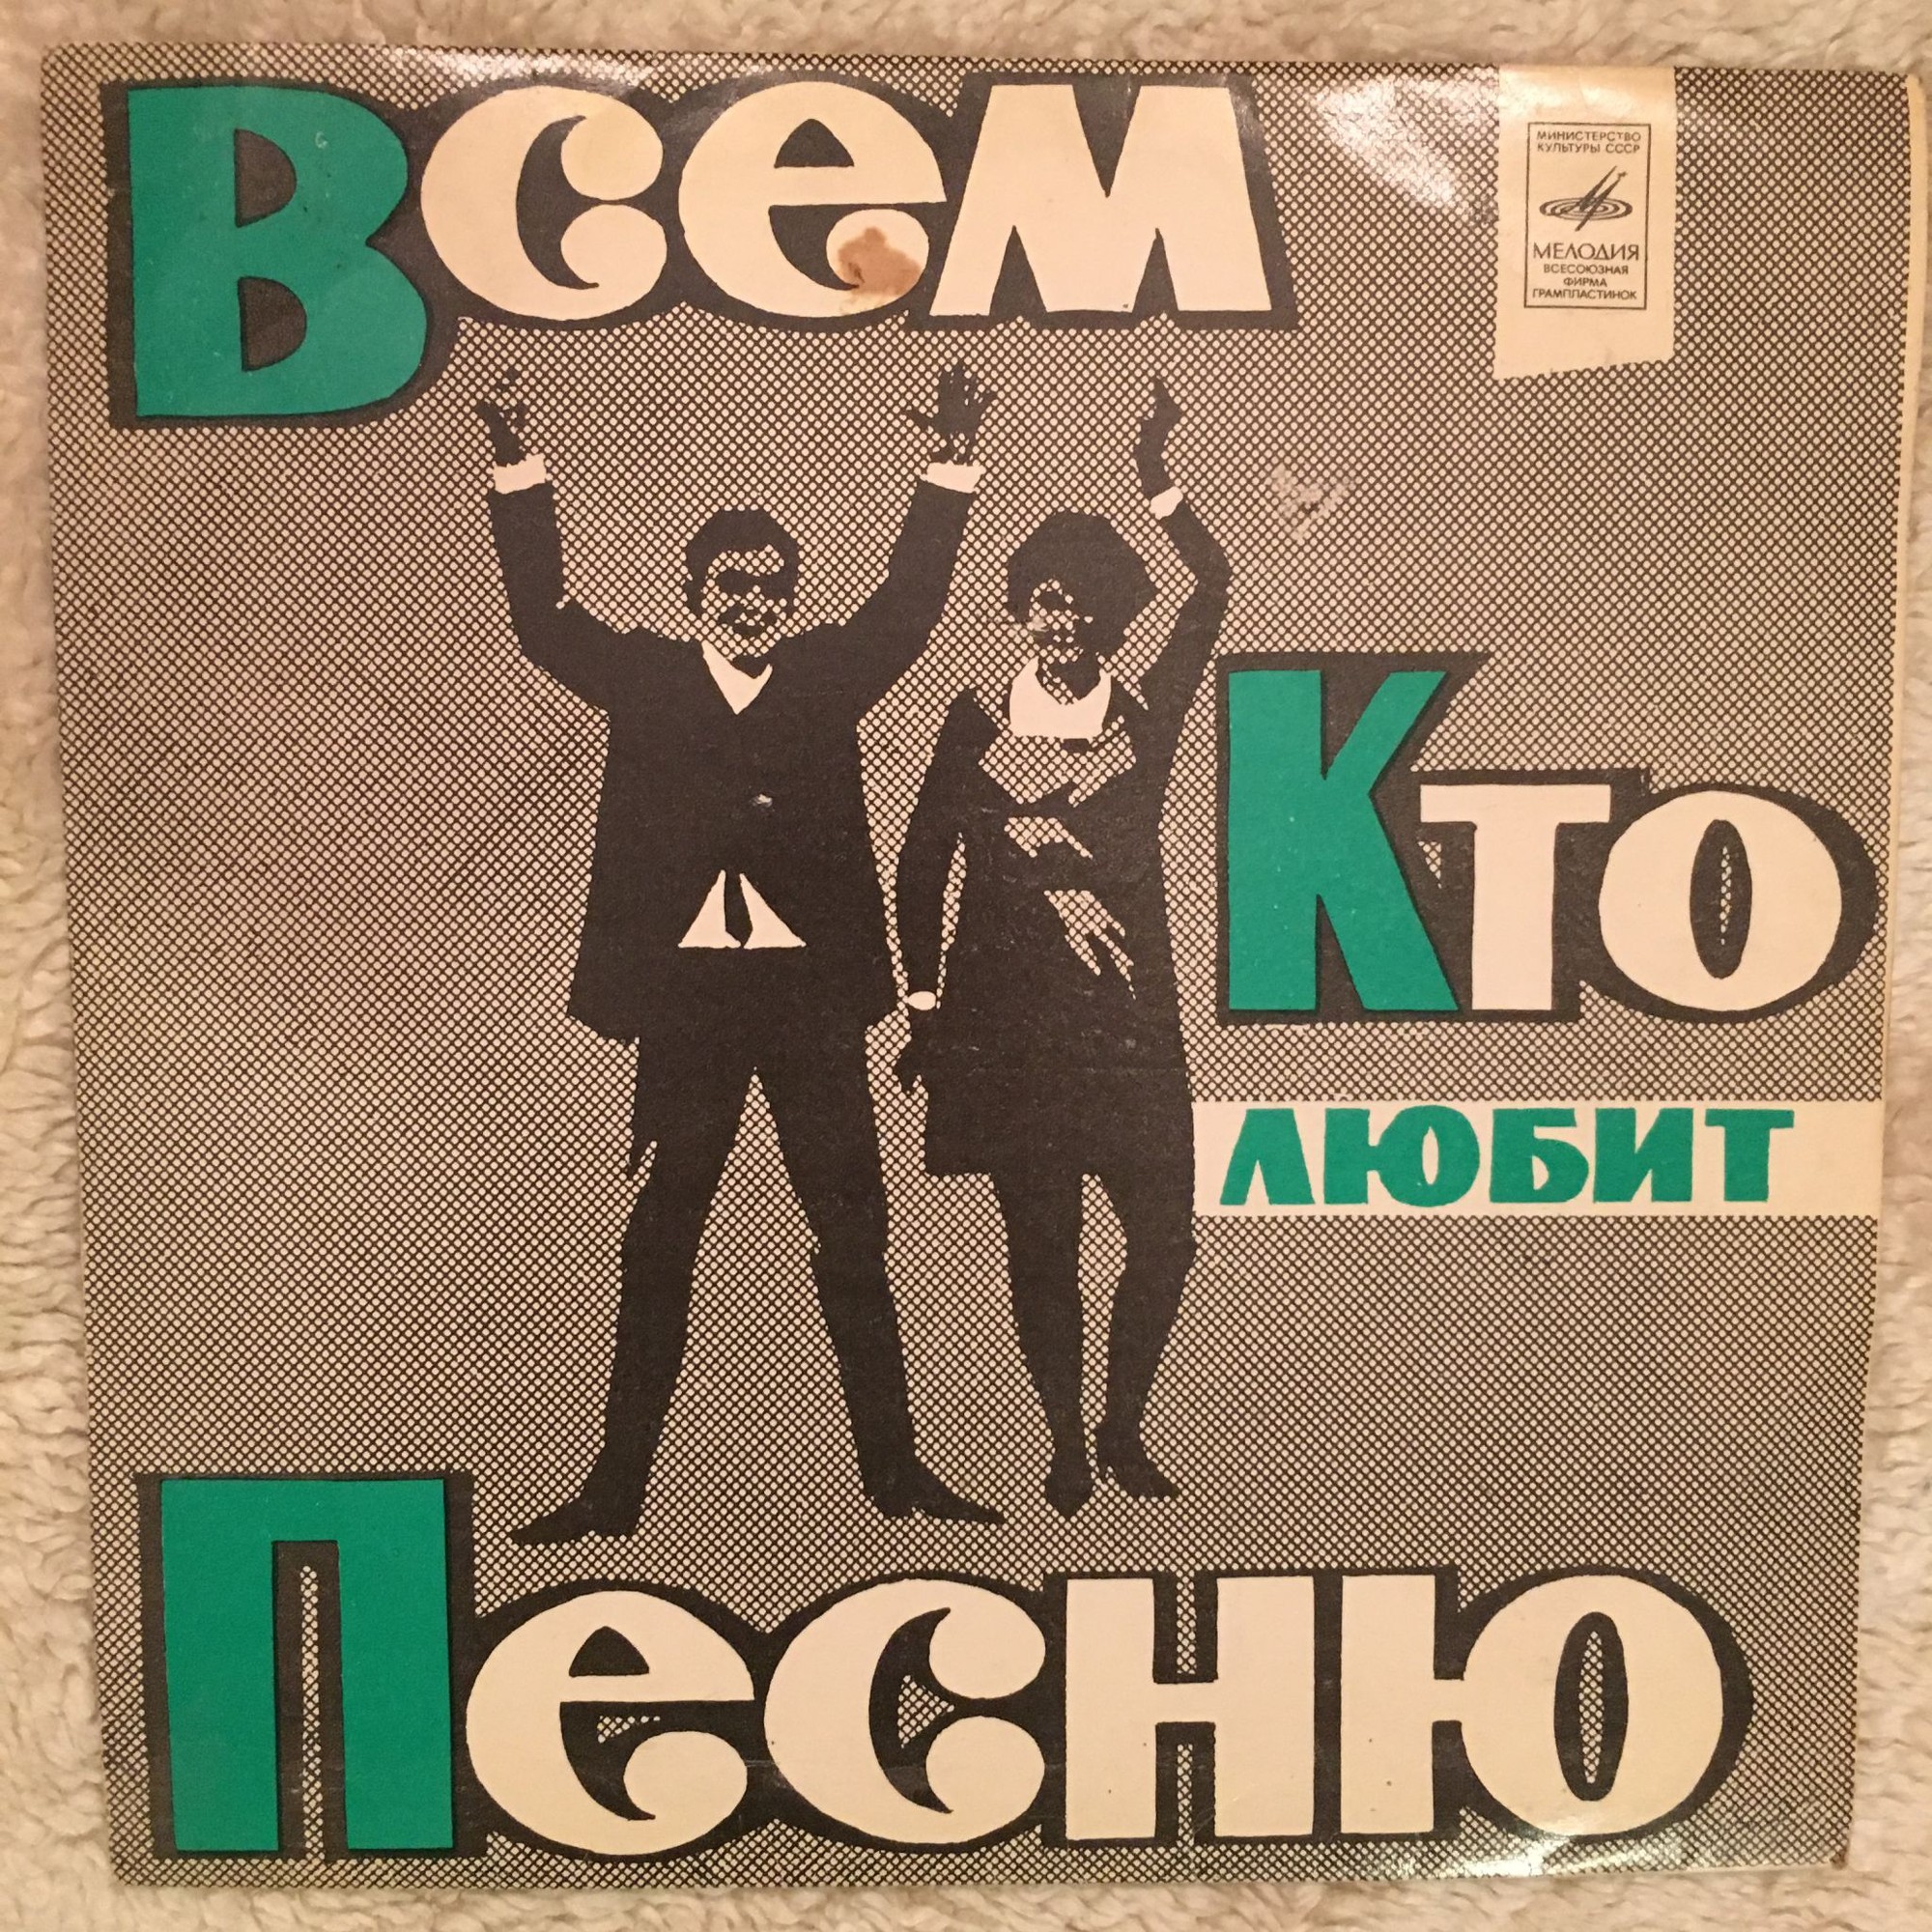 Всем
МИНИСТЕРСТВО
КУЛЬТУРЫ СССР
МЕЛОДИЯ
ВСЕСОЮЗНАЯ
ФИРМА
ГРАМПЛАСТИНОК
Кто
ЛЮБИТ
Песню